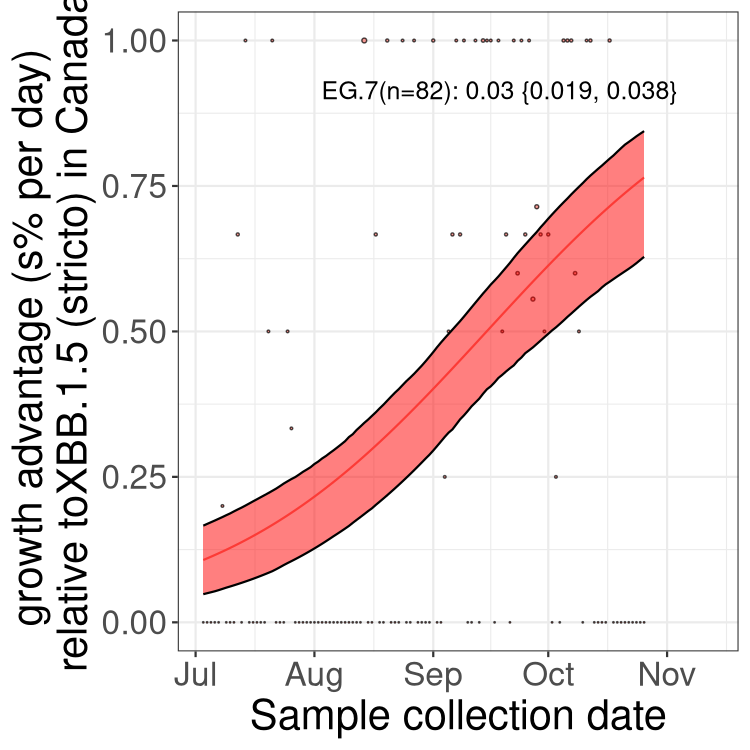 growth advantage (s% per day)
relative toXBB.1.5 (stricto) in Canada
1.00
0.75
0.50
0.25
0.00
EG.7(n=82): 0.03 {0.019, 0.038}
Jul Aug Sep Oct Nov
Sample collection date